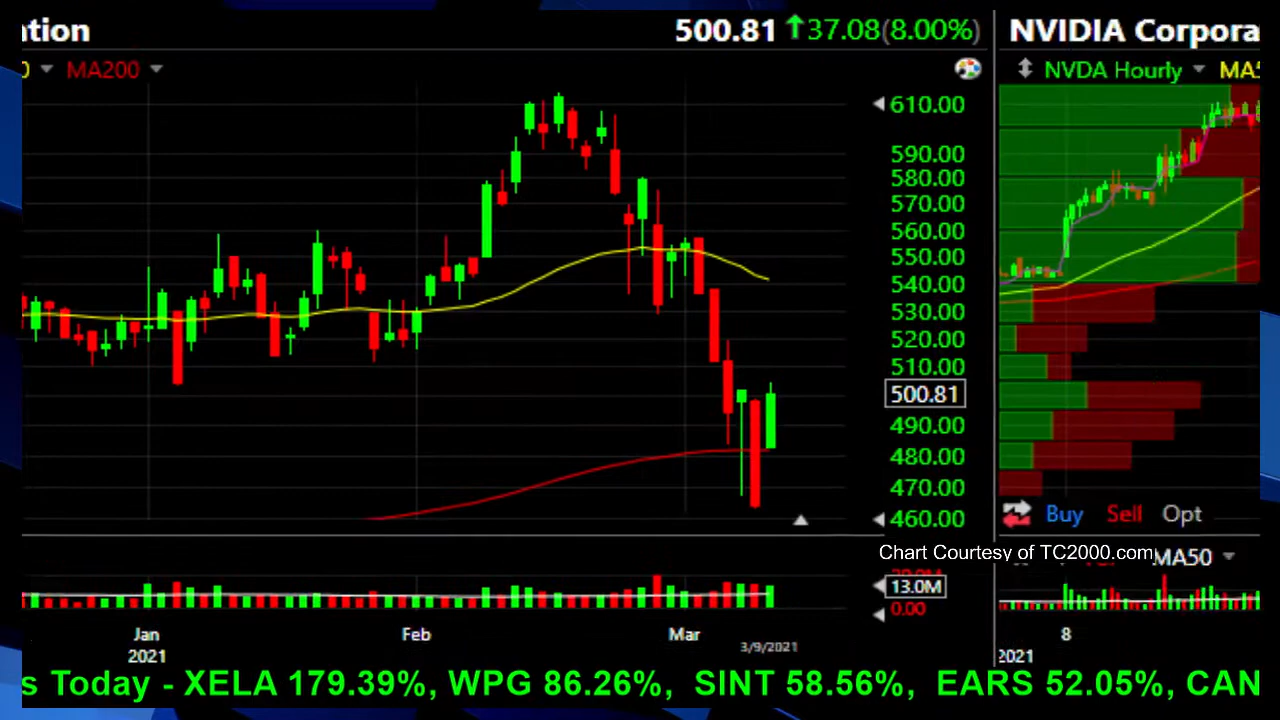 ation
500.81 37.08(8.00%)
NVIDIA Corpora
0 MA200
NVDA Hourly MA5
610.00
590.00
580.00
570.00
560.00
550.00
540.00
530.00
520.00
510.00
500.81
490.00
480.00
470.00
460.00
Buy Sell Opt
Chart Courtesy of TC2000.com
MA50
13.0M
0.00
Jan
2021
Feb
Mar
3/9/2021
8
2021
s Today - XELA 179.39%, WPG 86.26%, SINT 58.56%, EARS 52.05%, CAN